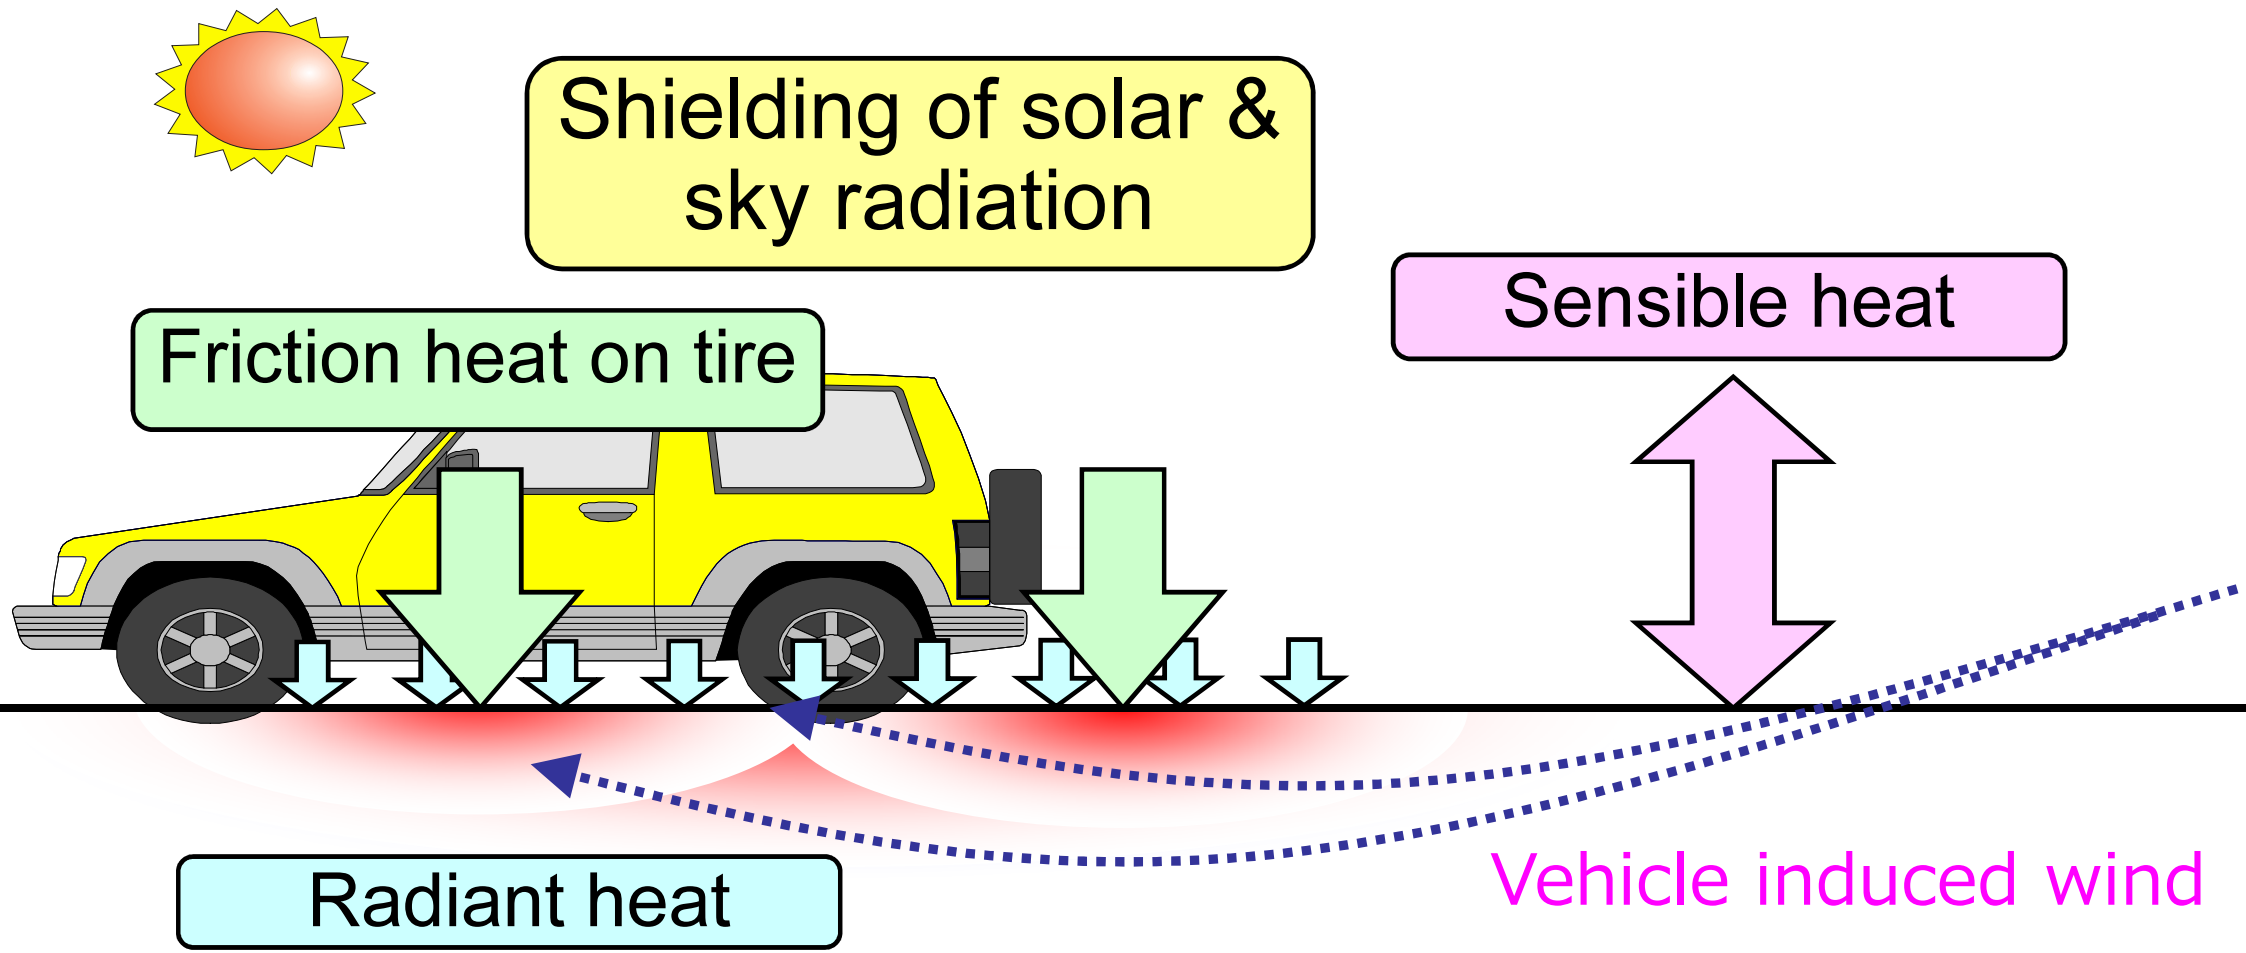 Shielding of solar &
sky radiation
Sensible heat
Friction heat on tire
Radiant heat
Vehicle induced wind